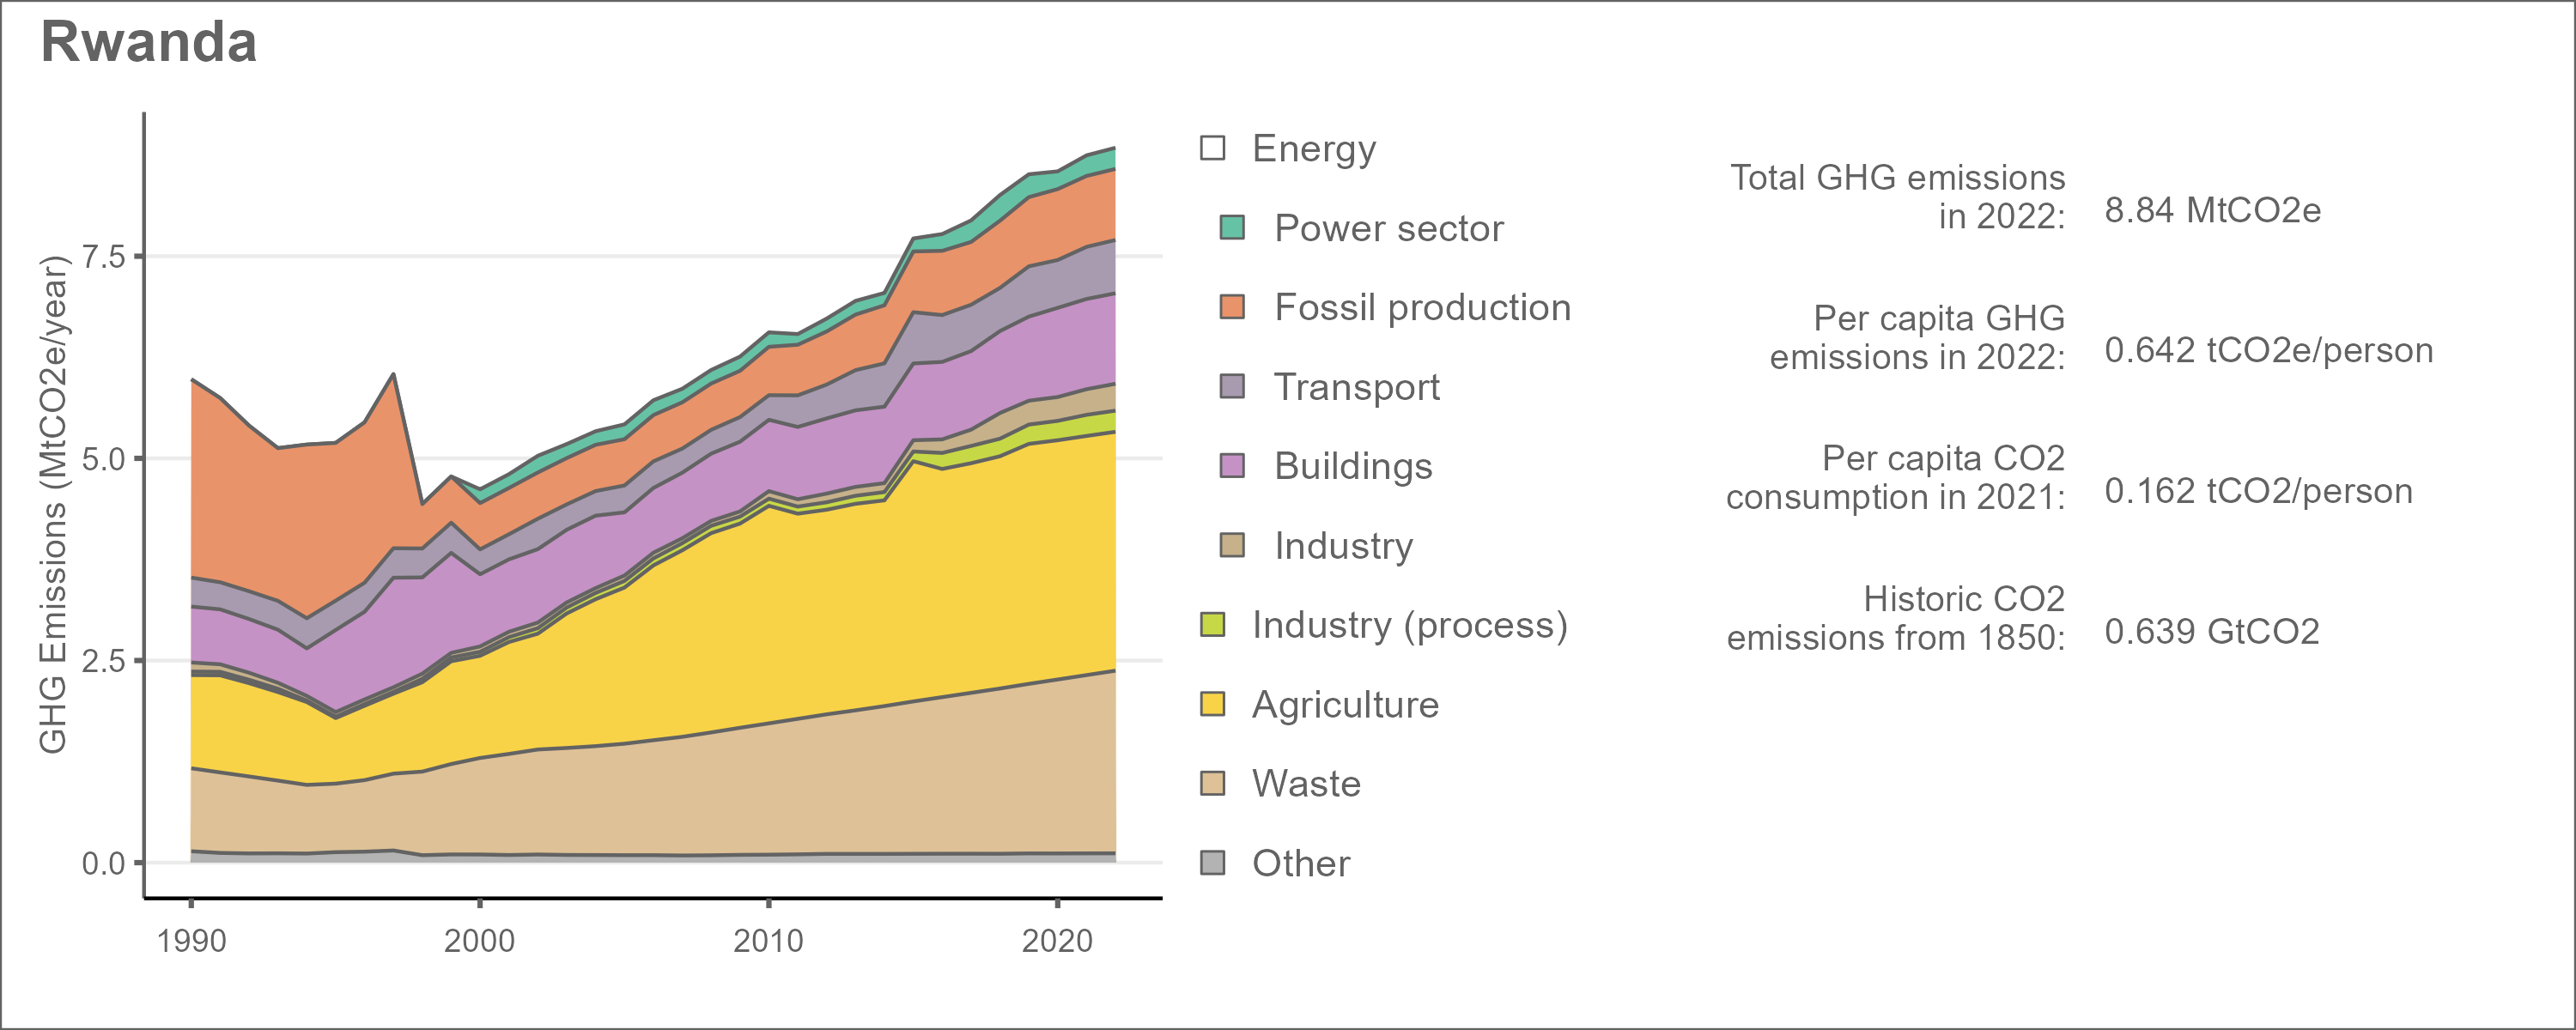 Rwanda
GHG Emissions (MtCO2e/year)
7.5
5.0
2.5
0.0
1990
2000
2010
2020
Energy
Power sector
Fossil production
Transport
Buildings
Industry
Industry (process)
Agriculture
Waste
Other
Total GHG emissions
in 2022:
8.84 MtCO2e
Per capita GHG
emissions in 2022:
0.642 tCO2e/person
Per capita CO2
consumption in 2021:
0.162 tCO2/person
Historic CO2
emissions from 1850:
0.639 GtCO2